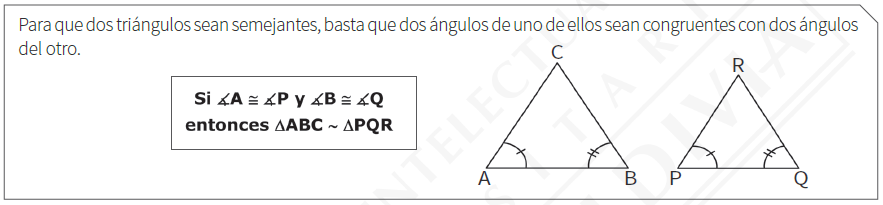 Para que dos triángulos sean semejantes, basta que dos ángulos de uno de ellos sean congruentes con dos ángulos
del otro.
Si ∡A ≅ ∡P y ∡B ≅ ∡Q
entonces ΔABC ~ ΔPQR
C
A
B
R
P
Q
INTELECTUA